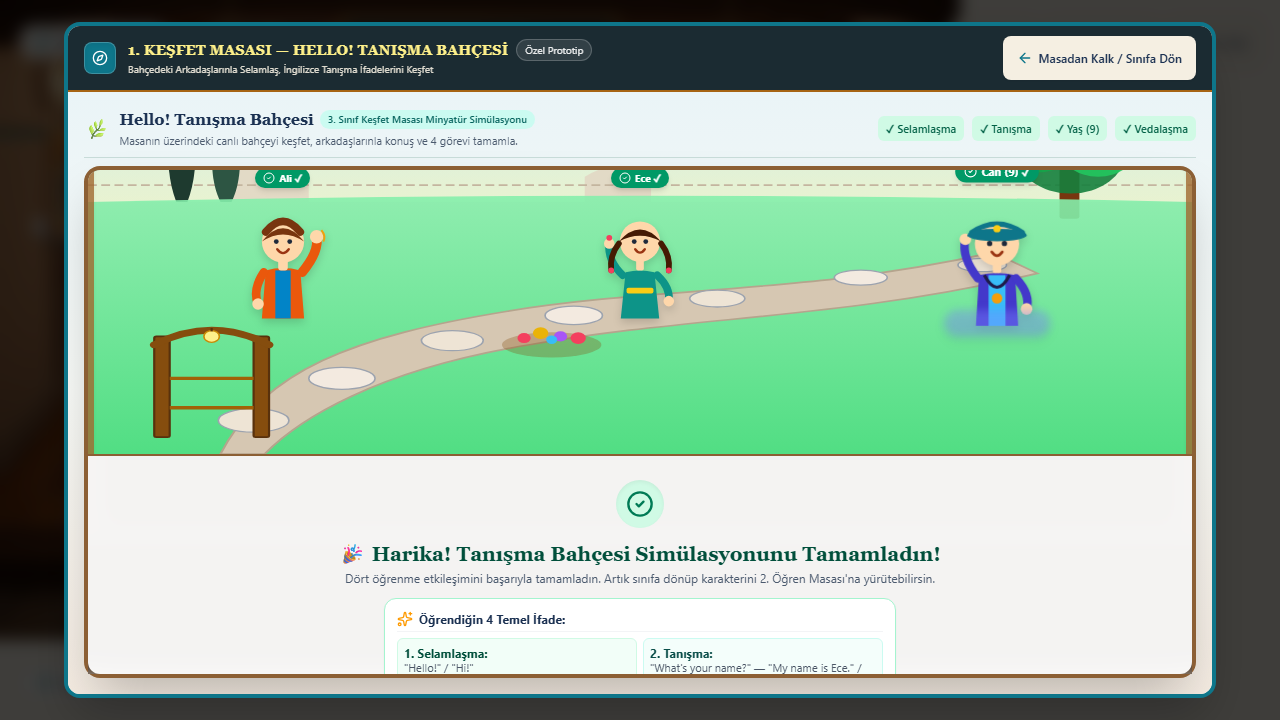 1. KEŞFET MASASI — HELLO! TANIŞMA BAHÇESİ
Özel Prototip
Bahçedeki Arkadaşlarınla Selamlaş, İngilizce Tanışma İfadelerini Keşfet
Masadan Kalk / Sınıfa Dön
Hello! Tanışma Bahçesi
3. Sınıf Keşfet Masası Minyatür Simülasyonu
Masanın üzerindeki canlı bahçeyi keşfet, arkadaşlarınla konuş ve 4 görevi tamamla.
✓ Selamlaşma
✓ Tanışma
✓ Yaş (9)
✓ Vedalaşma
Ali ✓
Ece ✓
Can (9) ✓
Harika! Tanışma Bahçesi Simülasyonunu Tamamladın!
Dört öğrenme etkileşimini başarıyla tamamladın. Artık sınıfa dönüp karakterini 2. Öğren Masası'na yürütebilirsin.
Öğrendiğin 4 Temel İfade:
1. Selamlaşma:
"Hello!" / "Hi!"
2. Tanışma:
"What's your name?" — "My name is Ece." /